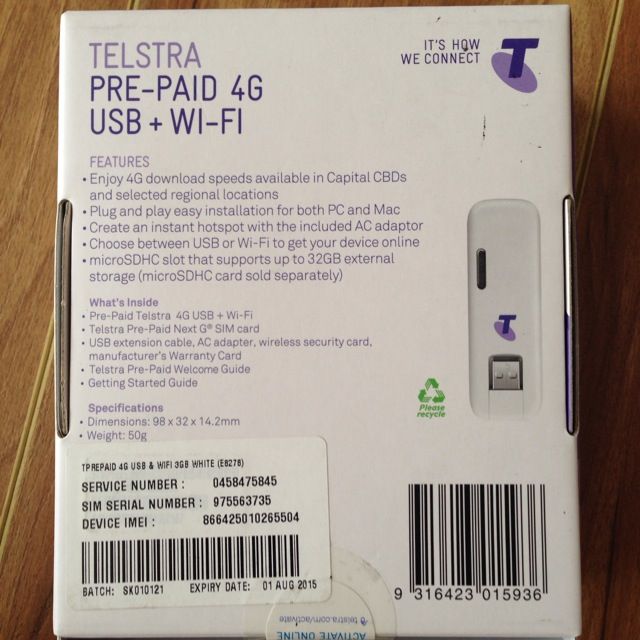 TELSTRA
PRE-PAID 4G
USB + WI-FI
IT'S HOW
WE CONNECT
T
FEATURES
• Enjoy 4G download speeds available in Capital CBDs
and selected regional locations
• Plug and play easy installation for both PC and Mac
• Create an instant hotspot with the included AC adaptor
• Choose between USB or Wi-Fi to get your device online
• microSDHC slot that supports up to 32GB external
storage (microSDHC card sold separately)
What's Inside
• Pre-Paid Telstra 4G USB + Wi-Fi
• Telstra Pre-Paid Next G® SIM card
• USB extension cable, AC adapter, wireless security card,
manufacturer's Warranty Card
• Telstra Pre-Paid Welcome Guide
• Getting Started Guide
Specifications
• Dimensions: 98 x 32 x 14.2mm
• Weight: 50g
T
Please
recycle
TPREPAID 4G USB & WIFI 3GB WHITE (E8278)
SERVICE NUMBER : 0458475845
SIM SERIAL NUMBER : 975563735
DEVICE IMEI : 866425010265504
BATCH: SK010121 EXPIRY DATE: 01 AUG 2015
9 316423 015936
ACTIVATE ONLINE
telstra.com/activate